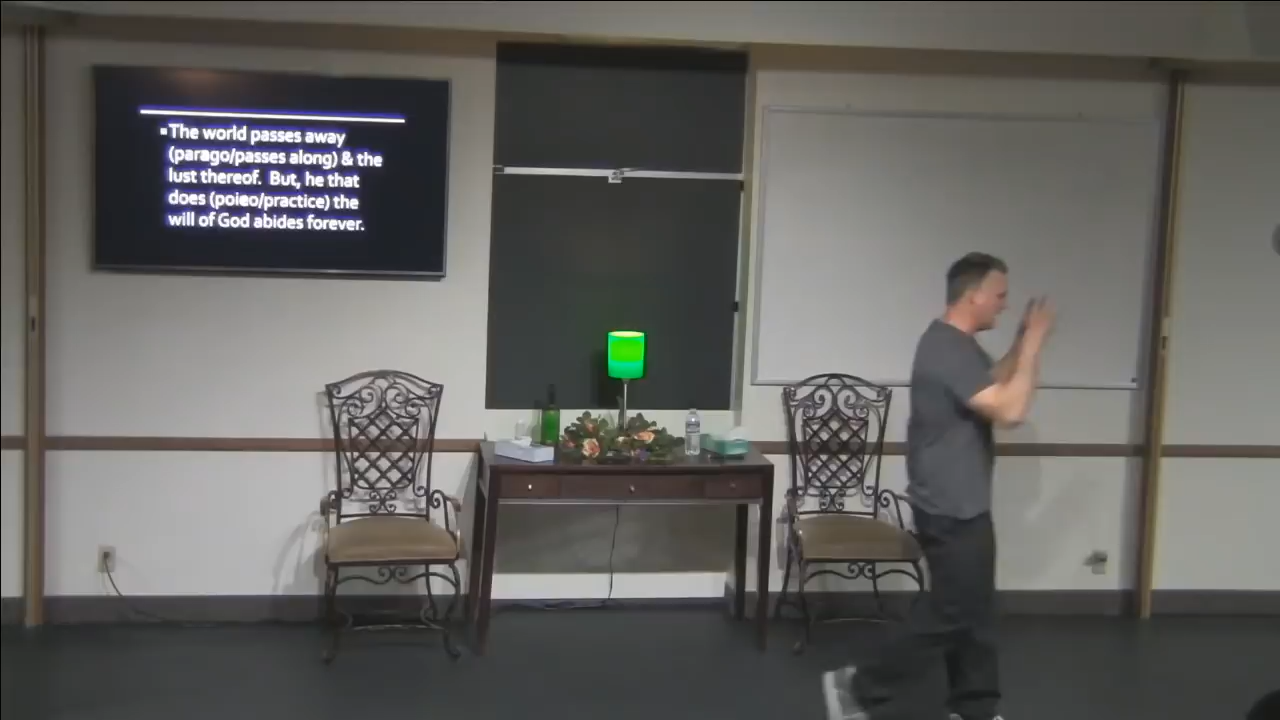 ▪The world passes away
(parago/passes along) & the
lust thereof. But, he that
does (poieo/practice) the
will of God abides forever.